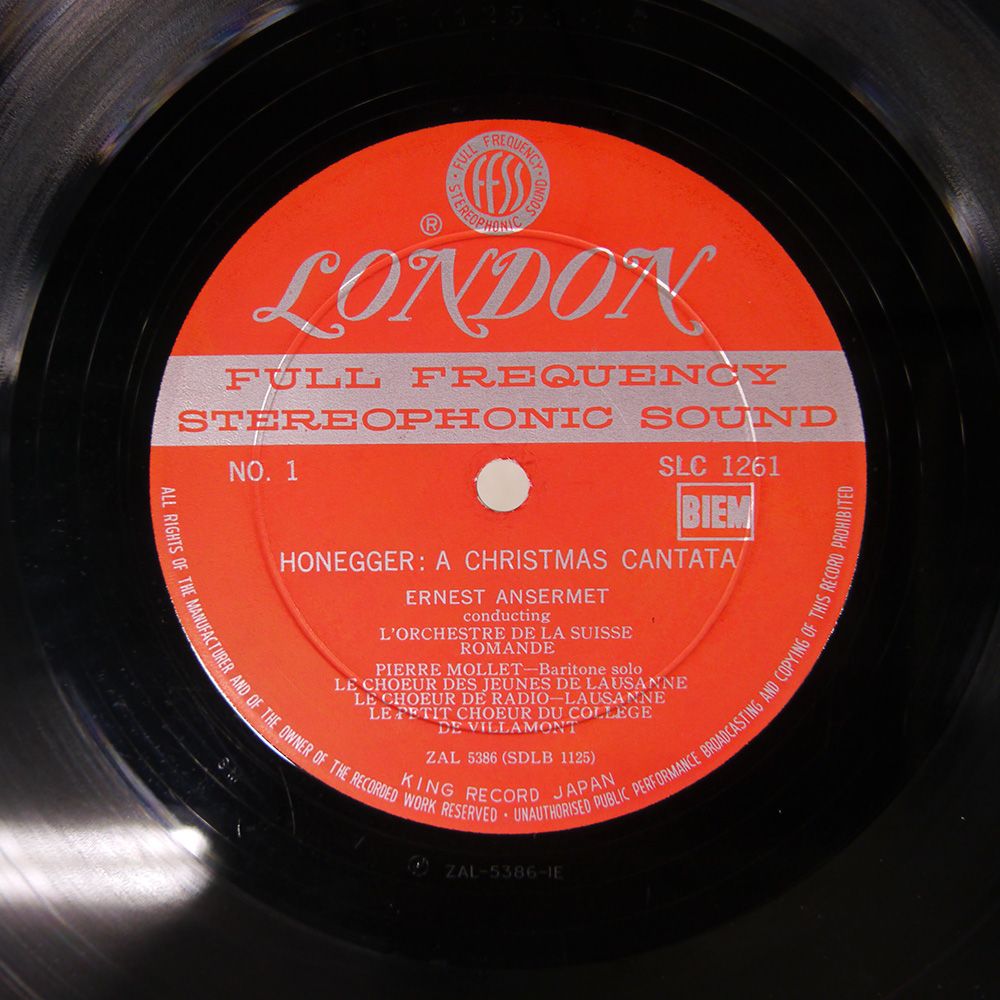 FULL FREQUENCY
FFSS
STEREOPHONIC SOUND
®
LONDON
FULL FREQUENCY
STEREOPHONIC SOUND
NO. 1
SLC 1261
BIEM
HONEGGER: A CHRISTMAS CANTATA
ERNEST ANSERMET
conducting
L'ORCHESTRE DE LA SUISSE
ROMANDE
PIERRE MOLLET—Baritone solo
LE CHOEUR DES JEUNES DE LAUSANNE
LE CHOEUR DE RADIO—LAUSANNE
LE PETIT CHOEUR DU COLLEGE
DE VILLAMONT
ZAL 5386 (SDLB 1125)
KING RECORD JAPAN
ALL RIGHTS OF THE MANUFACTURER AND OF THE OWNER OF THE RECORDED WORK RESERVED · UNAUTHORISED PUBLIC PERFORMANCE BROADCASTING AND COPYING OF THIS RECORD PROHIBITED
ZAL-5386-1E